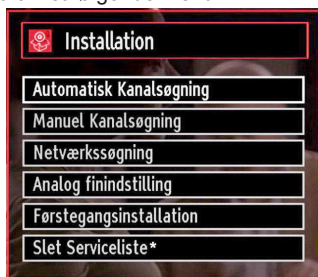 Installation
Automatisk Kanalsøgning
Manuel Kanalsøgning
Netværkssøgning
Analog finindstilling
Førstegangsinstallation
Slet Serviceliste*